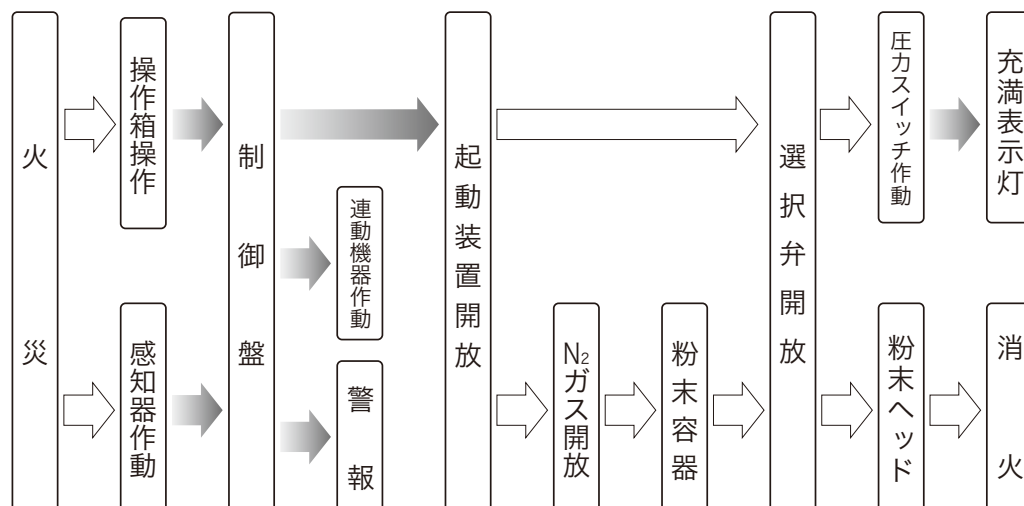 火災
操作箱操作
感知器作動
制御盤
連動機器作動
警報
起動装置開放
N2ガス開放
粉末容器
選択弁開放
圧力スイッチ作動
粉末ヘッド
充満表示灯
消火